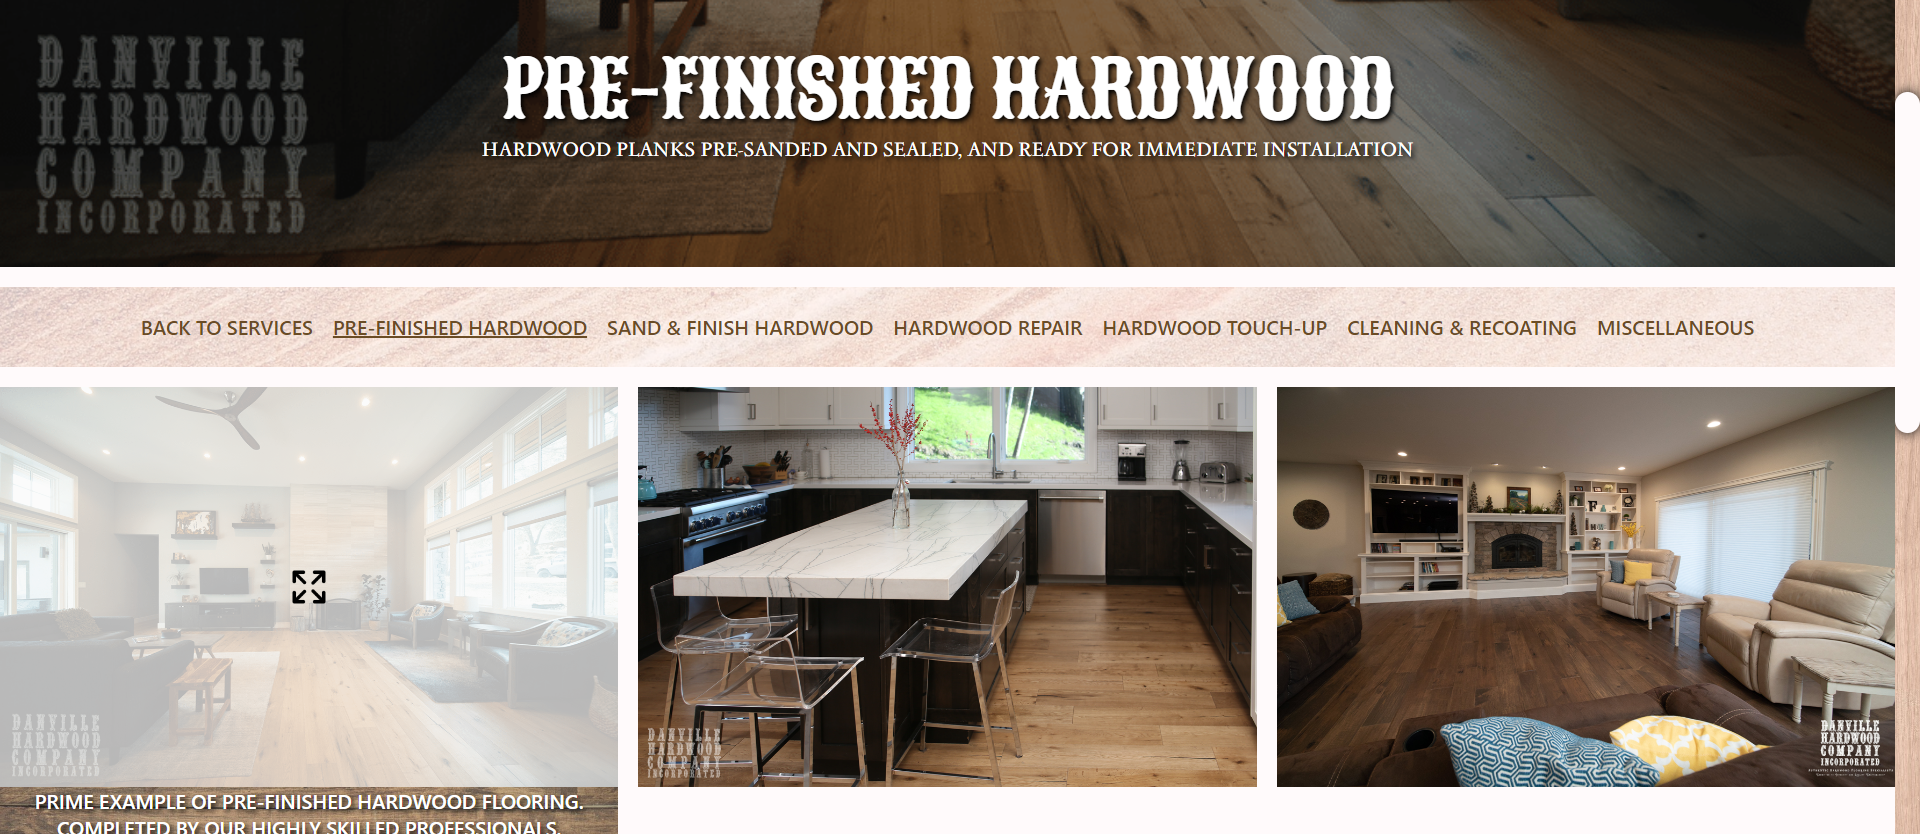 DANVILLE
HARDWOOD
COMPANY
INCORPORATED
PRE-FINISHED HARDWOOD
HARDWOOD PLANKS PRE-SANDED AND SEALED, AND READY FOR IMMEDIATE INSTALLATION
BACK TO SERVICES PRE-FINISHED HARDWOOD SAND & FINISH HARDWOOD HARDWOOD REPAIR HARDWOOD TOUCH-UP CLEANING & RECOATING MISCELLANEOUS
DANVILLE
HARDWOOD
COMPANY
INCORPORATED
PRIME EXAMPLE OF PRE-FINISHED HARDWOOD FLOORING.
COMPLETED BY OUR HIGHLY SKILLED PROFESSIONALS.
DANVILLE
HARDWOOD
COMPANY
INCORPORATED
F
DANVILLE
HARDWOOD
COMPANY
INCORPORATED